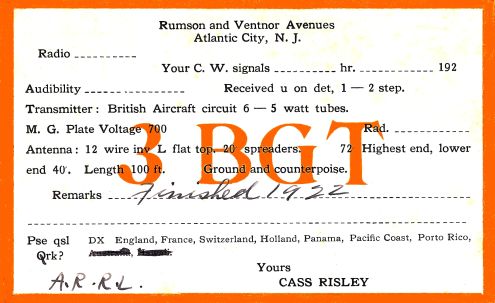 Rumson and Ventnor Avenues
Atlantic City, N. J.
Radio
Your C. W. signals hr. 192
Audibility Received u on det, 1 — 2 step.
Transmitter: British Aircraft circuit 6 — 5 watt tubes.
M. G. Plate Voltage 700 Rad.
3 BGT
Antenna: 12 wire inv L flat top. 20 spreaders. 72 Highest end, lower
end 40'. Length 100 ft. Ground and counterpoise.
Remarks Finished 1922
Pse qsl DX England, France, Switzerland, Holland, Panama, Pacific Coast, Porto Rico,
Qrk?
A.R.R.L.
Yours
CASS RISLEY